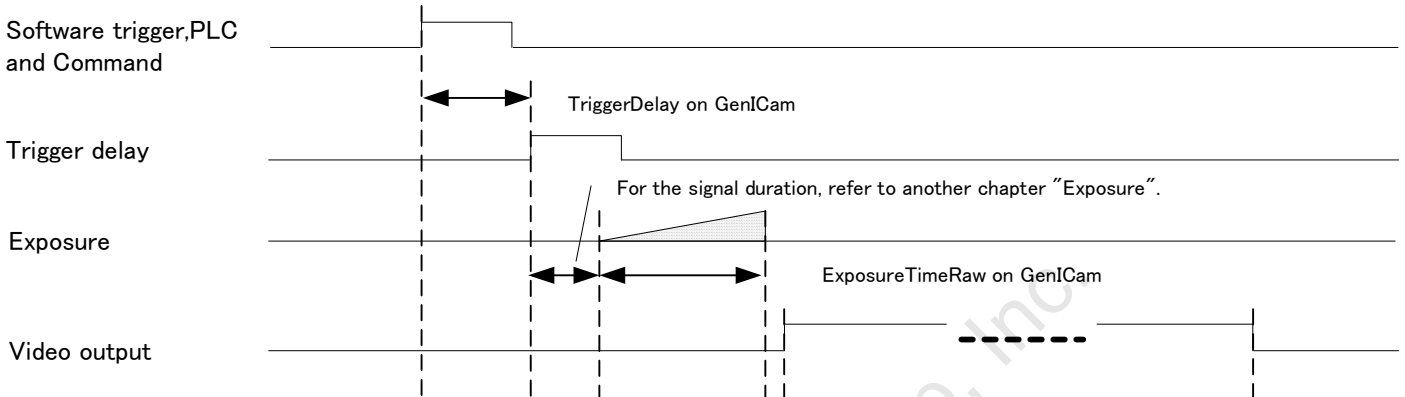 Software trigger,PLC
and Command
TriggerDelay on GenICam
Trigger delay
For the signal duration, refer to another chapter "Exposure".
Exposure
ExposureTimeRaw on GenICam
Video output
, Inc.